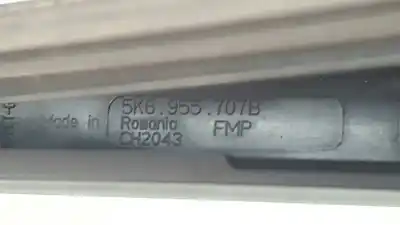 5K6.955.707B
Made in Romania FMP
CH2043